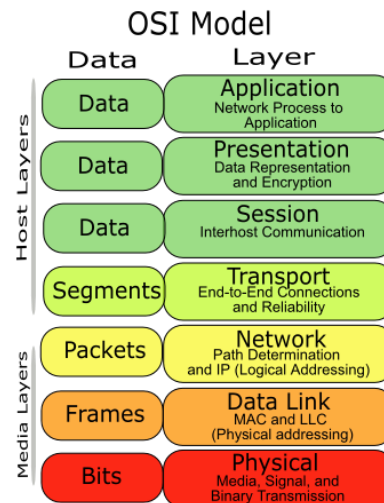 OSI Model
Data Layer
Host Layers
Data
Application
Network Process to
Application
Data
Presentation
Data Representation
and Encryption
Data
Session
Interhost Communication
Segments
Transport
End-to-End Connections
and Reliability
Media Layers
Packets
Network
Path Determination
and IP (Logical Addressing)
Frames
Data Link
MAC and LLC
(Physical addressing)
Bits
Physical
Media, Signal, and
Binary Transmission